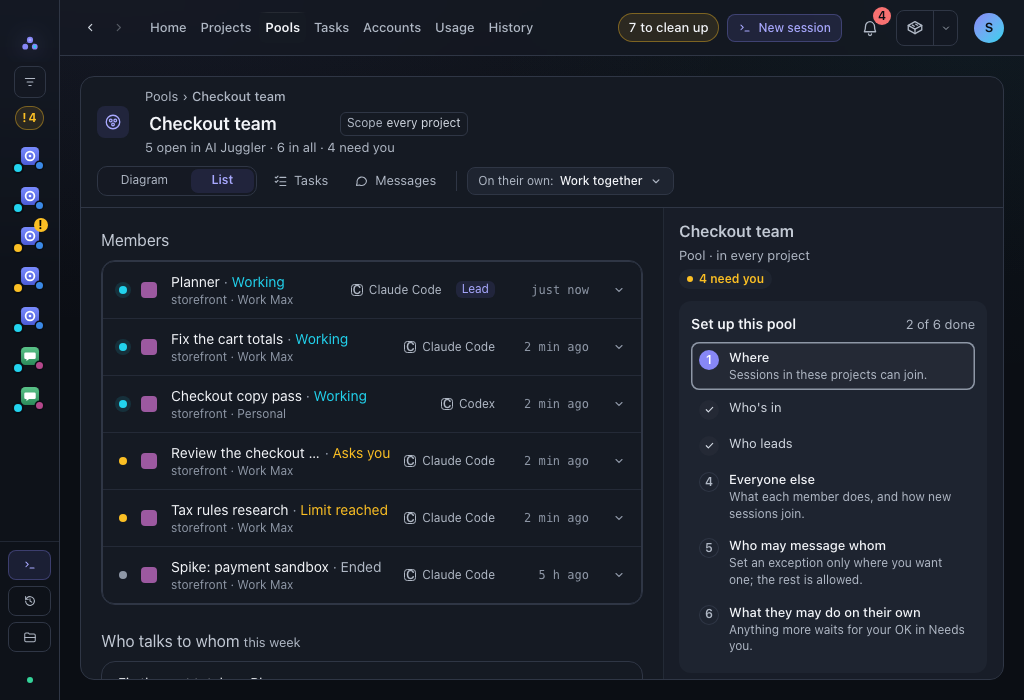 Home Projects Pools Tasks Accounts Usage History 7 to clean up >_ New session 4 S
! 4
!
Pools › Checkout team
Checkout team Scope every project
5 open in AI Juggler · 6 in all · 4 need you
Diagram List Tasks Messages On their own: Work together
Members
Planner · Working
storefront · Work Max
Claude Code Lead just now
Fix the cart totals · Working
storefront · Work Max
Claude Code 2 min ago
Checkout copy pass · Working
storefront · Personal
Codex 2 min ago
Review the checkout ... · Asks you
storefront · Work Max
Claude Code 2 min ago
Tax rules research · Limit reached
storefront · Work Max
Claude Code 2 min ago
Spike: payment sandbox · Ended
storefront · Work Max
Claude Code 5 h ago
Who talks to whom this week
Checkout team
Pool · in every project
4 need you
Set up this pool 2 of 6 done
1 Where
Sessions in these projects can join.
Who's in
Who leads
4 Everyone else
What each member does, and how new
sessions join.
5 Who may message whom
Set an exception only where you want
one; the rest is allowed.
6 What they may do on their own
Anything more waits for your OK in Needs
you.